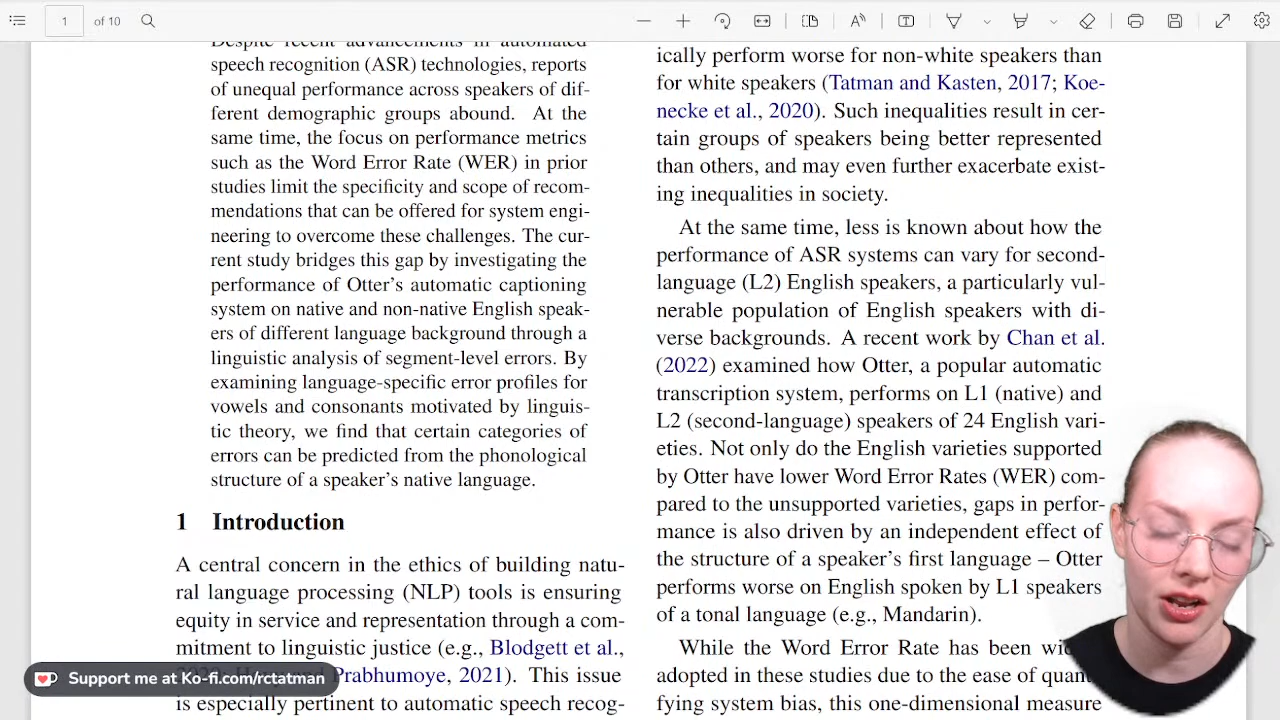 1 of 10
Despite recent advancements in automated
speech recognition (ASR) technologies, reports
of unequal performance across speakers of dif-
ferent demographic groups abound. At the
same time, the focus on performance metrics
such as the Word Error Rate (WER) in prior
studies limit the specificity and scope of recom-
mendations that can be offered for system engi-
neering to overcome these challenges. The cur-
rent study bridges this gap by investigating the
performance of Otter's automatic captioning
system on native and non-native English speak-
ers of different language background through a
linguistic analysis of segment-level errors. By
examining language-specific error profiles for
vowels and consonants motivated by linguis-
tic theory, we find that certain categories of
errors can be predicted from the phonological
structure of a speaker's native language.
1 Introduction
A central concern in the ethics of building natu-
ral language processing (NLP) tools is ensuring
equity in service and representation through a com-
mitment to linguistic justice (e.g., Blodgett et al.,
Prabhumoye, 2021). This issue
is especially pertinent to automatic speech recog-
ically perform worse for non-white speakers than
for white speakers (Tatman and Kasten, 2017; Koe-
necke et al., 2020). Such inequalities result in cer-
tain groups of speakers being better represented
than others, and may even further exacerbate exist-
ing inequalities in society.
At the same time, less is known about how the
performance of ASR systems can vary for second-
language (L2) English speakers, a particularly vul-
nerable population of English speakers with di-
verse backgrounds. A recent work by Chan et al.
(2022) examined how Otter, a popular automatic
transcription system, performs on L1 (native) and
L2 (second-language) speakers of 24 English vari-
eties. Not only do the English varieties supported
by Otter have lower Word Error Rates (WER) com-
pared to the unsupported varieties, gaps in perfor-
mance is also driven by an independent effect of
the structure of a speaker's first language – Otter
performs worse on English spoken by L1 speakers
of a tonal language (e.g., Mandarin).
While the Word Error Rate has been
adopted in these studies due to the ease of
fying system bias, this one-dimensional measure
Support me at Ko-fi.com/rctatman